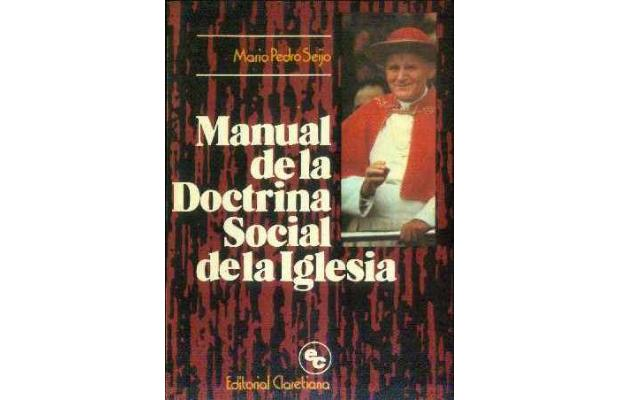 Mario Pedro Seijo
Manual
de la
Doctrina
Social
de la Iglesia
ec
Editorial Claretiana